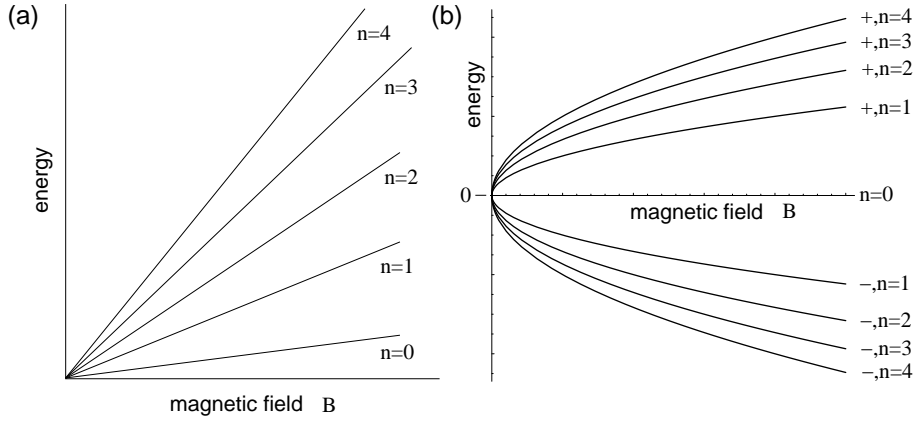 (a)
n=4
n=3
n=2
n=1
n=0
energy
magnetic field B
(b)
+,n=4
+,n=3
+,n=2
+,n=1
energy
0
n=0
magnetic field B
−,n=1
−,n=2
−,n=3
−,n=4